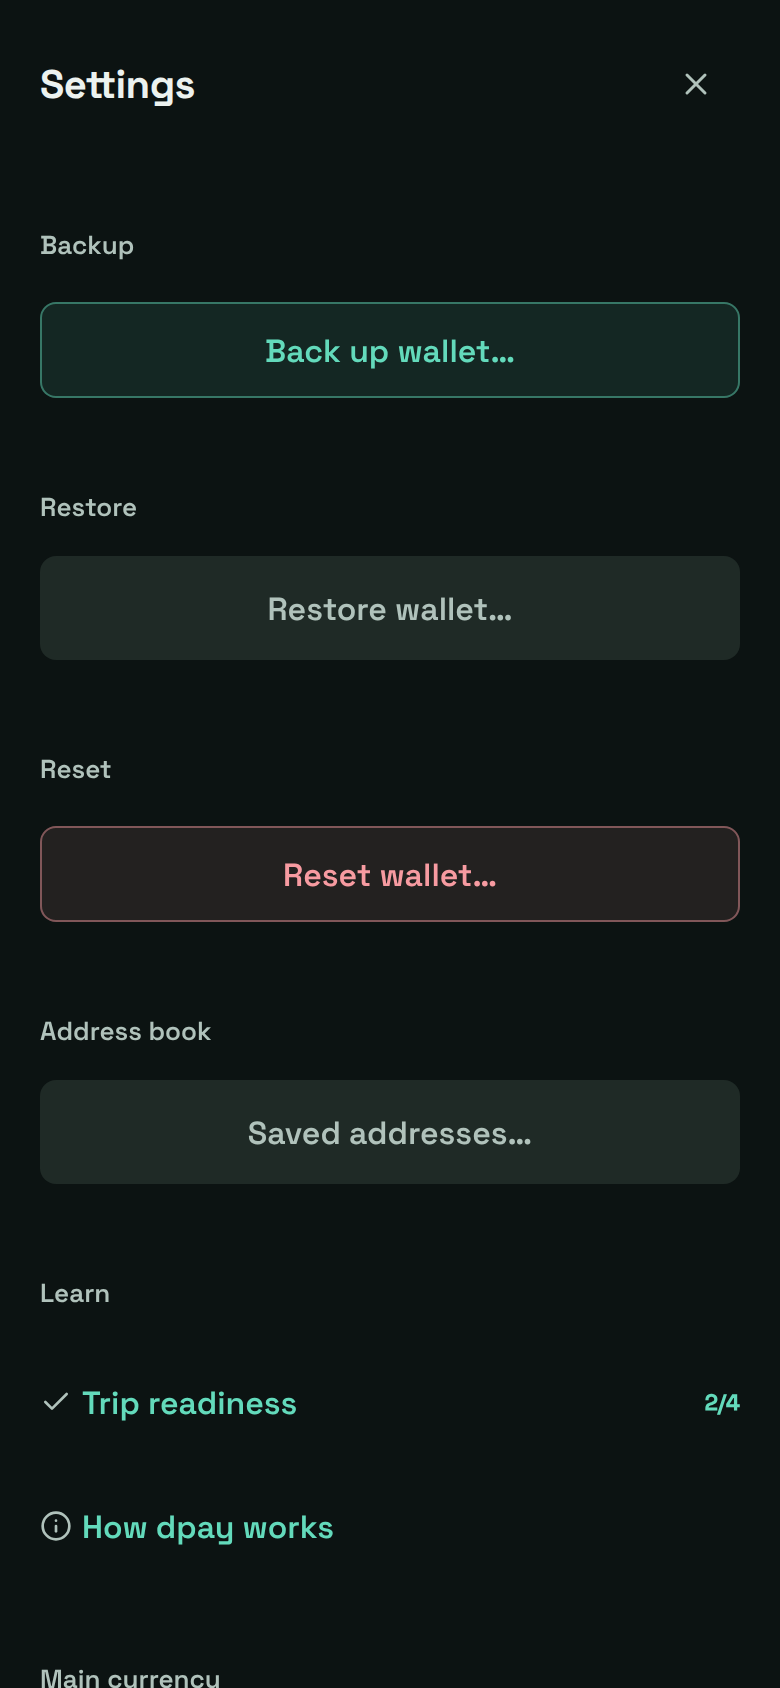 Settings
Backup
Back up wallet...
Restore
Restore wallet...
Reset
Reset wallet...
Address book
Saved addresses...
Learn
Trip readiness 2/4
How dpay works
Main currency